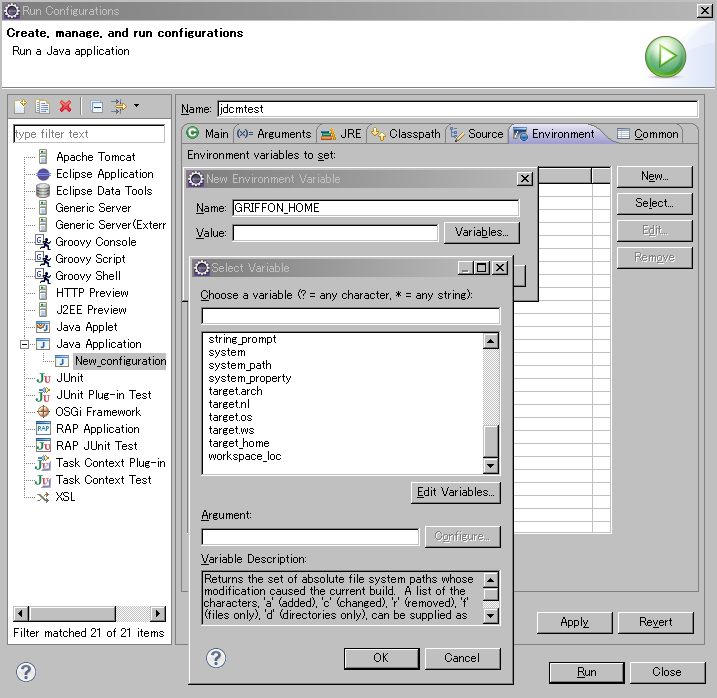 Run Configurations
Create, manage, and run configurations
Run a Java application
type filter text
Apache Tomcat
Eclipse Application
Eclipse Data Tools
Generic Server
Generic Server(Extern
Groovy Console
Groovy Script
Groovy Shell
HTTP Preview
J2EE Preview
Java Applet
Java Application
New_configuration
JUnit
JUnit Plug-in Test
OSGi Framework
RAP Application
RAP JUnit Test
Task Context Plug-in
Task Context Test
XSL
Filter matched 21 of 21 items
Name: jdcmtest
Main (x)= Arguments JRE Classpath Source Environment Common
Environment variables to set:
New...
Select...
Edit...
Remove
New Environment Variable
Name: GRIFFON_HOME
Value: Variables...
Select Variable
Choose a variable (? = any character, * = any string):
string_prompt
system
system_path
system_property
target.arch
target.nl
target.os
target.ws
target_home
workspace_loc
Edit Variables...
Argument:
Configure...
Variable Description:
Returns the set of absolute file system paths whose
modification caused the current build. A list of the
characters, 'a' (added), 'c' (changed), 'r' (removed), 'f'
(files only), 'd' (directories only), can be supplied as
OK Cancel
Apply Revert
Run Close